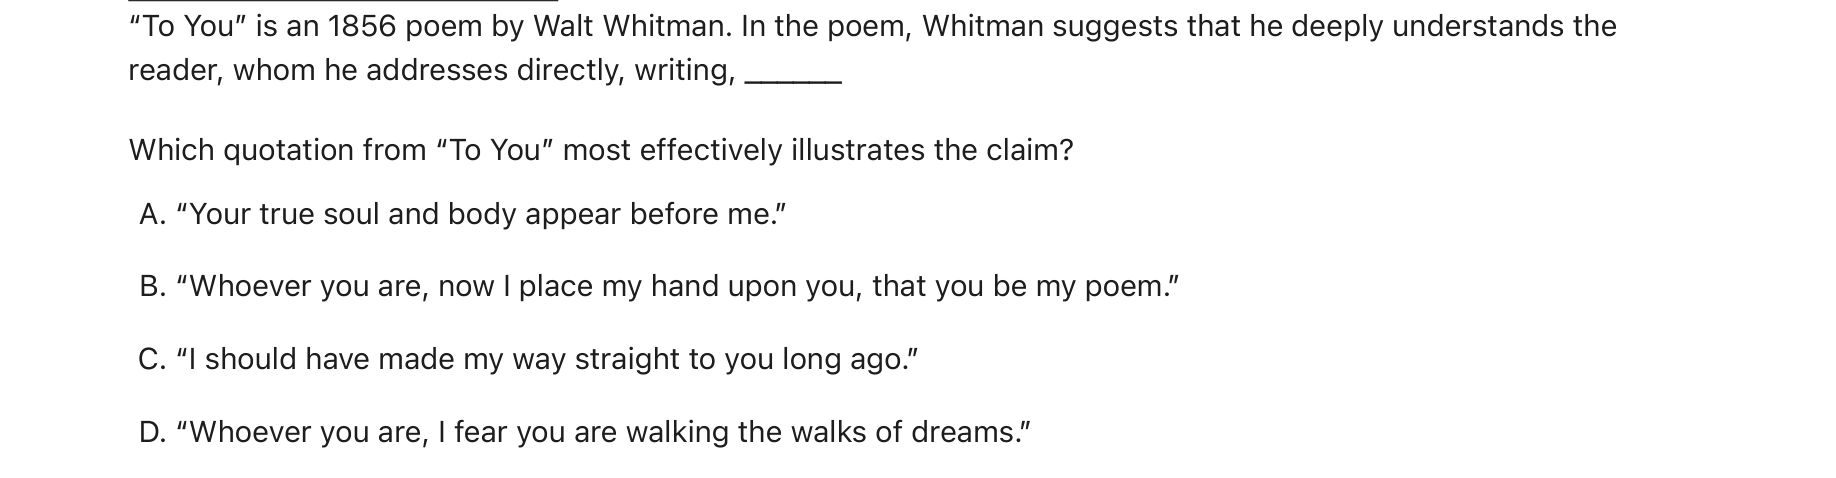 “To You” is an 1856 poem by Walt Whitman. In the poem, Whitman suggests that he deeply understands the
reader, whom he addresses directly, writing, ______
Which quotation from “To You” most effectively illustrates the claim?
A. “Your true soul and body appear before me.”
B. “Whoever you are, now I place my hand upon you, that you be my poem.”
C. “I should have made my way straight to you long ago.”
D. “Whoever you are, I fear you are walking the walks of dreams.”